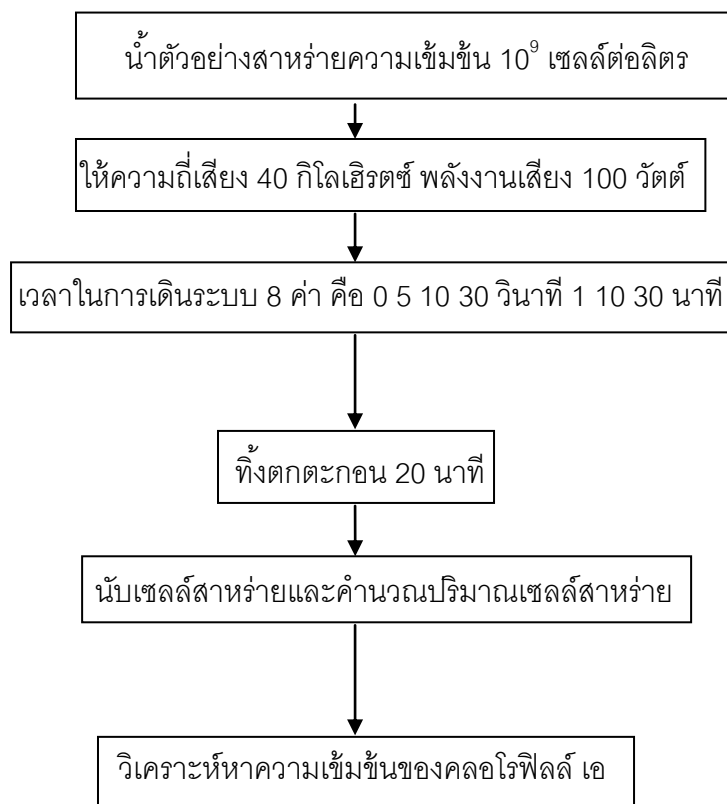 น้ำตัวอย่างสาหร่ายความเข้มข้น 10⁹ เซลล์ต่อลิตร
ให้ความถี่เสียง 40 กิโลเฮิรตซ์ พลังงานเสียง 100 วัตต์
เวลาในการเดินระบบ 8 ค่า คือ 0 5 10 30 วินาที 1 10 30 นาที
ทิ้งตกตะกอน 20 นาที
นับเซลล์สาหร่ายและคำนวณปริมาณเซลล์สาหร่าย
วิเคราะห์หาความเข้มข้นของคลอโรฟิลล์ เอ